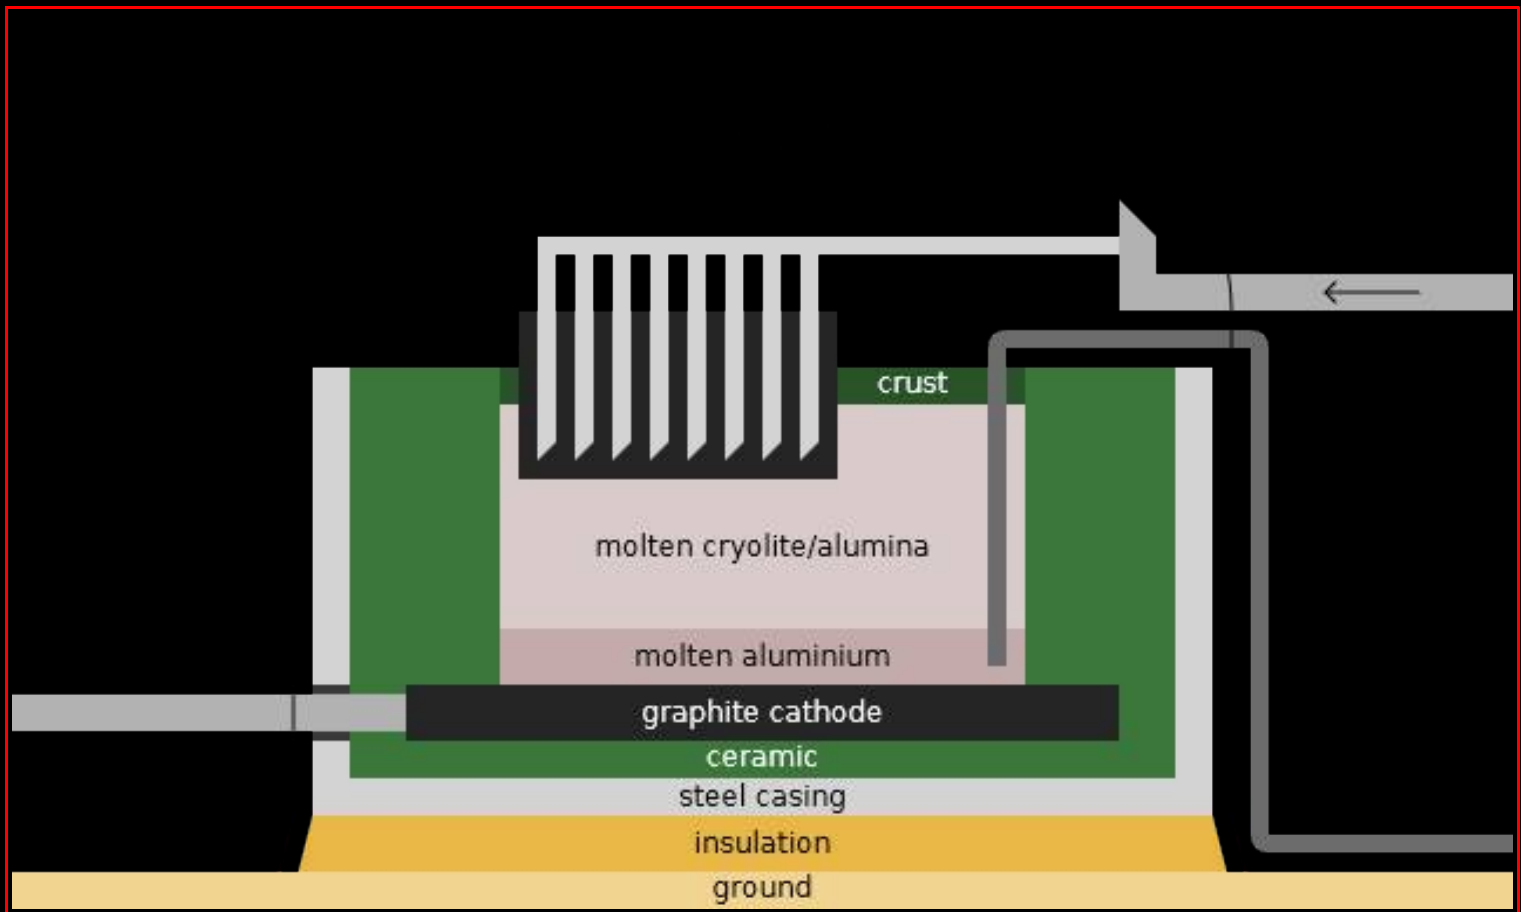 crust
molten cryolite/alumina
molten aluminium
graphite cathode
ceramic
steel casing
insulation
ground